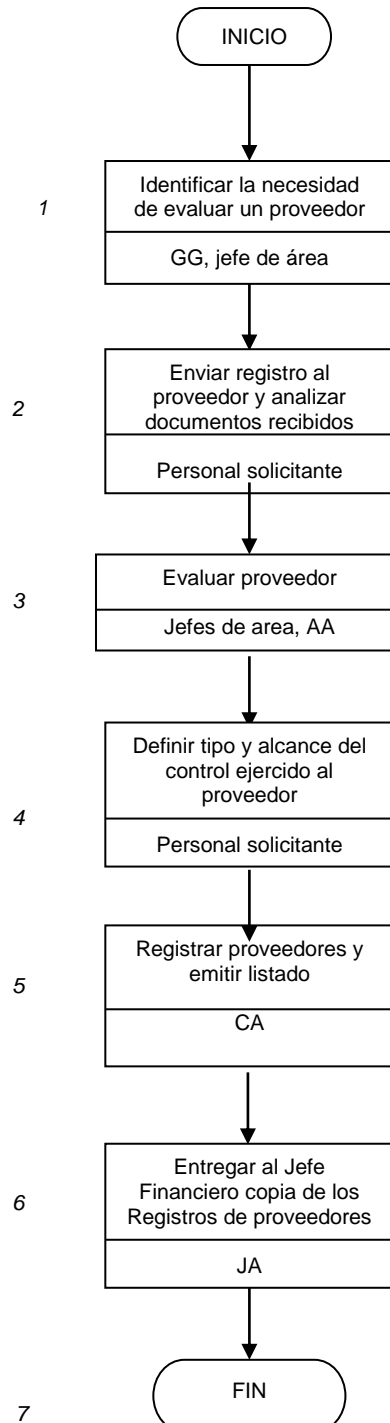 INICIO
1
Identificar la necesidad
de evaluar un proveedor
GG, jefe de área
2
Enviar registro al
proveedor y analizar
documentos recibidos
Personal solicitante
3
Evaluar proveedor
Jefes de area, AA
4
Definir tipo y alcance del
control ejercido al
proveedor
Personal solicitante
5
Registrar proveedores y
emitir listado
CA
6
Entregar al Jefe
Financiero copia de los
Registros de proveedores
JA
7
FIN